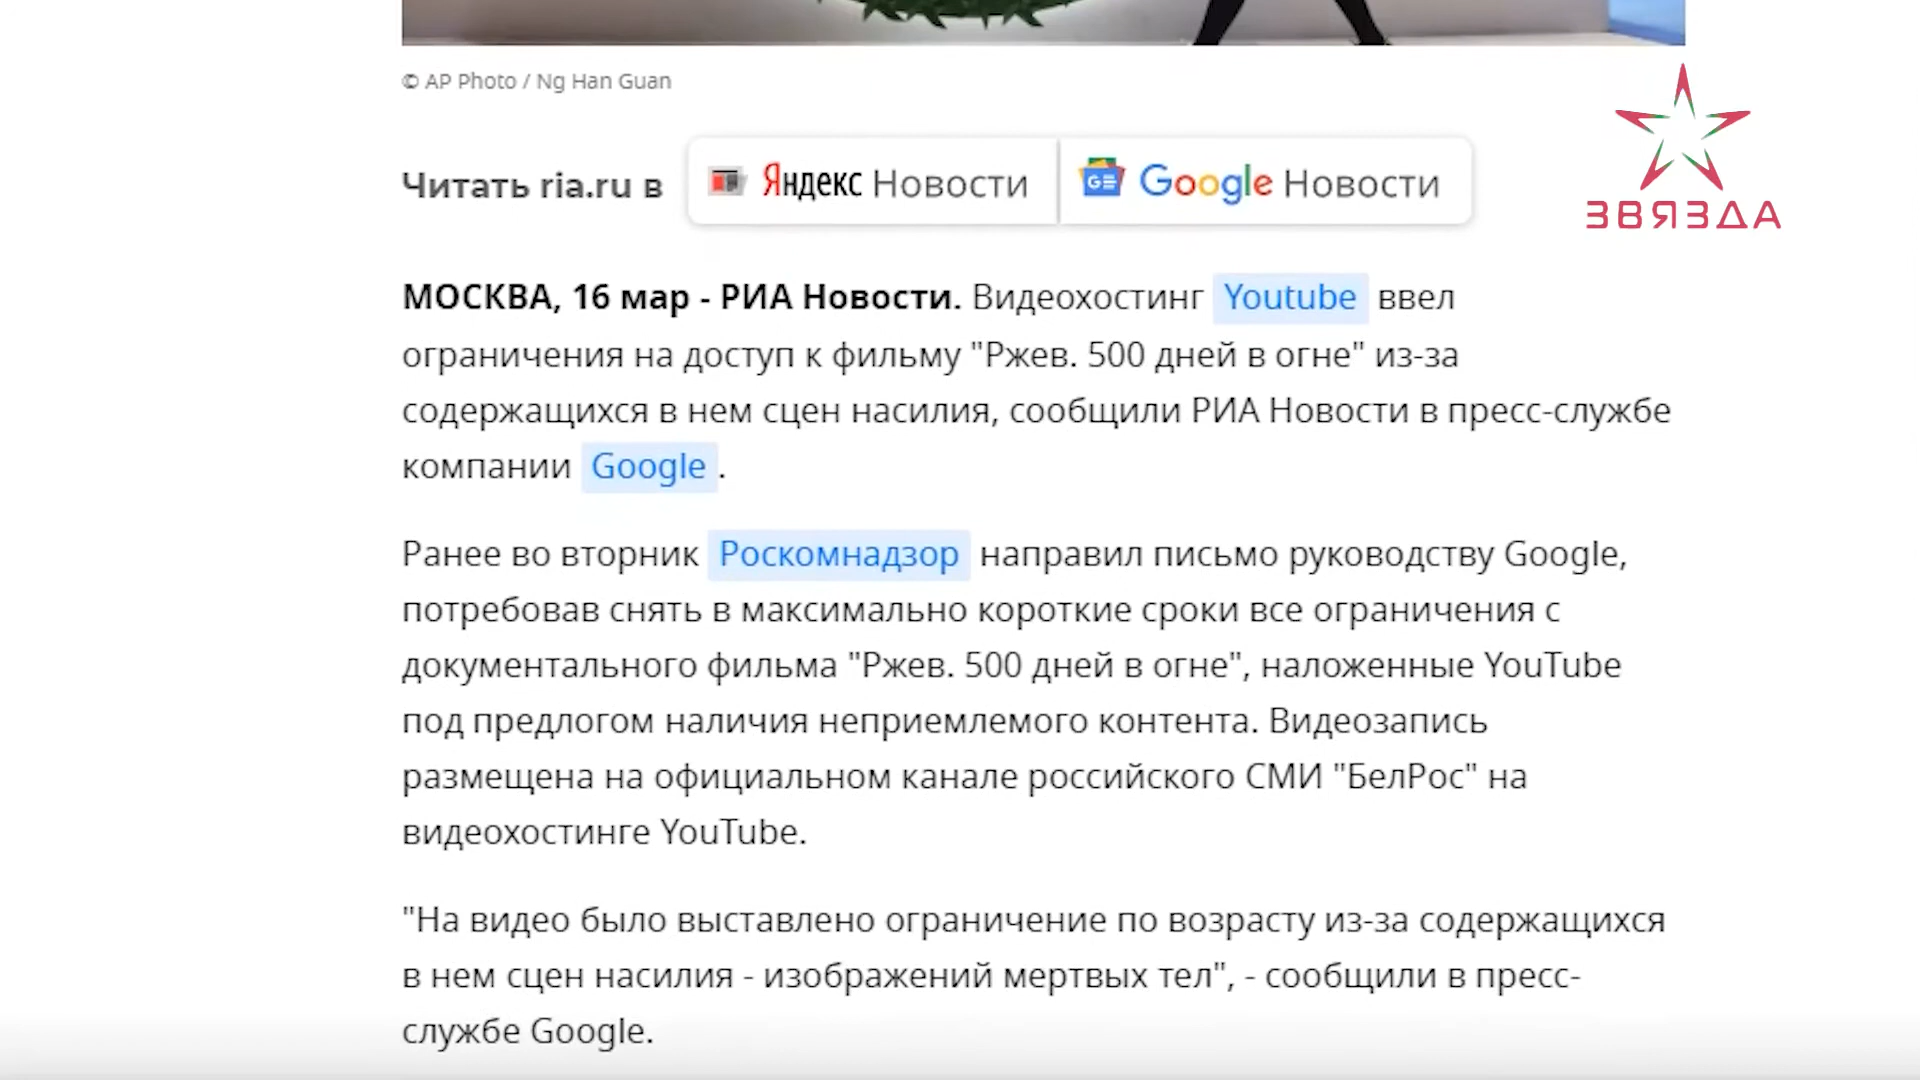 © AP Photo / Ng Han Guan
ЗВЯЗДА
Читать ria.ru в Яндекс Новости Google Новости
МОСКВА, 16 мар - РИА Новости. Видеохостинг Youtube ввел
ограничения на доступ к фильму "Ржев. 500 дней в огне" из-за
содержащихся в нем сцен насилия, сообщили РИА Новости в пресс-службе
компании Google.
Ранее во вторник Роскомнадзор направил письмо руководству Google,
потребовав снять в максимально короткие сроки все ограничения с
документального фильма "Ржев. 500 дней в огне", наложенные YouTube
под предлогом наличия неприемлемого контента. Видеозапись
размещена на официальном канале российского СМИ "БелРос" на
видеохостинге YouTube.
"На видео было выставлено ограничение по возрасту из-за содержащихся
в нем сцен насилия - изображений мертвых тел", - сообщили в пресс-
службе Google.